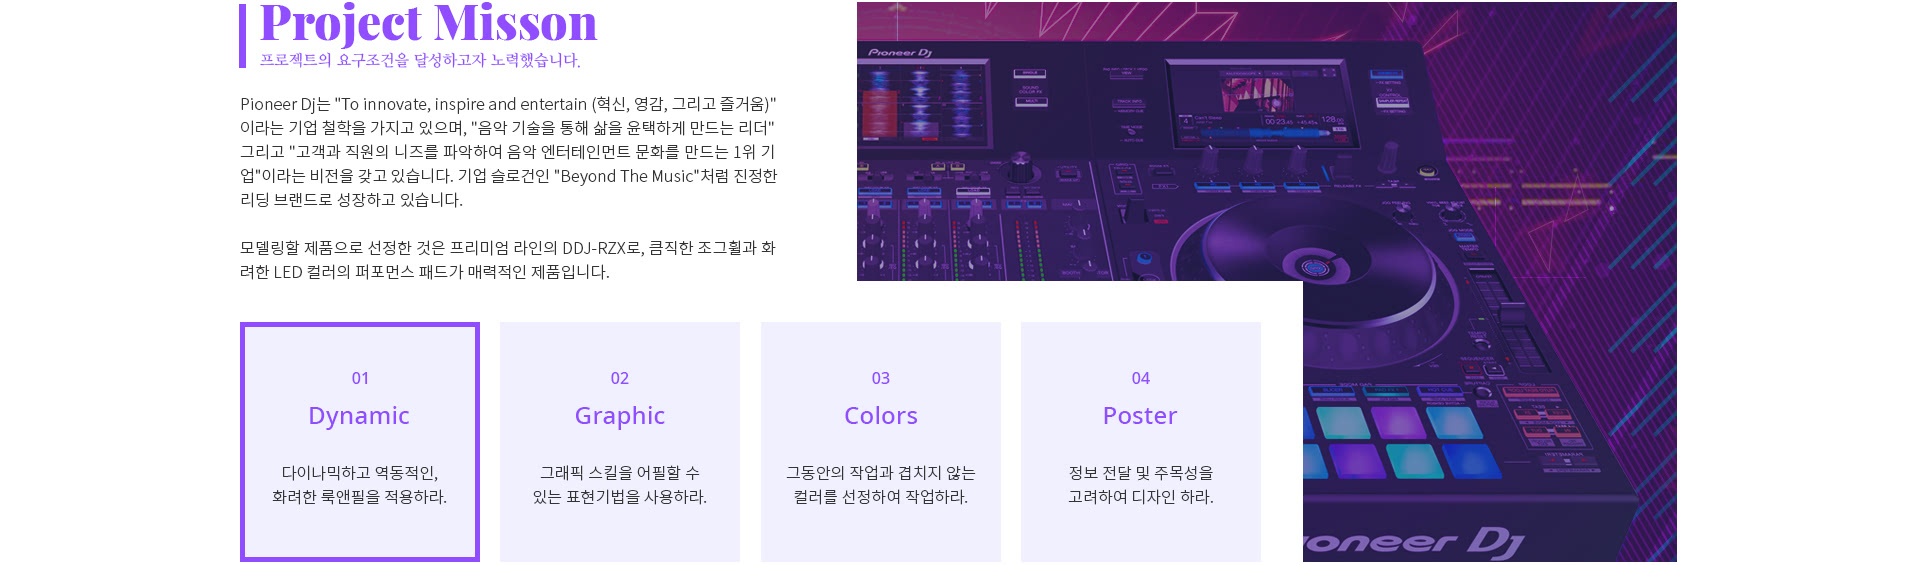 Project Misson
프로젝트의 요구조건을 달성하고자 노력했습니다.
Pioneer Dj는 "To innovate, inspire and entertain (혁신, 영감, 그리고 즐거움)"
이라는 기업 철학을 가지고 있으며, "음악 기술을 통해 삶을 윤택하게 만드는 리더"
그리고 "고객과 직원의 니즈를 파악하여 음악 엔터테인먼트 문화를 만드는 1위 기
업"이라는 비전을 갖고 있습니다. 기업 슬로건인 "Beyond The Music"처럼 진정한
리딩 브랜드로 성장하고 있습니다.
모델링할 제품으로 선정한 것은 프리미엄 라인의 DDJ-RZX로, 큼직한 조그휠과 화
려한 LED 컬러의 퍼포먼스 패드가 매력적인 제품입니다.
01
Dynamic
다이나믹하고 역동적인,
화려한 룩앤필을 적용하라.
02
Graphic
그래픽 스킬을 어필할 수
있는 표현기법을 사용하라.
03
Colors
그동안의 작업과 겹치지 않는
컬러를 선정하여 작업하라.
04
Poster
정보 전달 및 주목성을
고려하여 디자인 하라.
Pioneer Dj
SINGLE
SOUND
COLOR FX
MULTI
oneer Dj